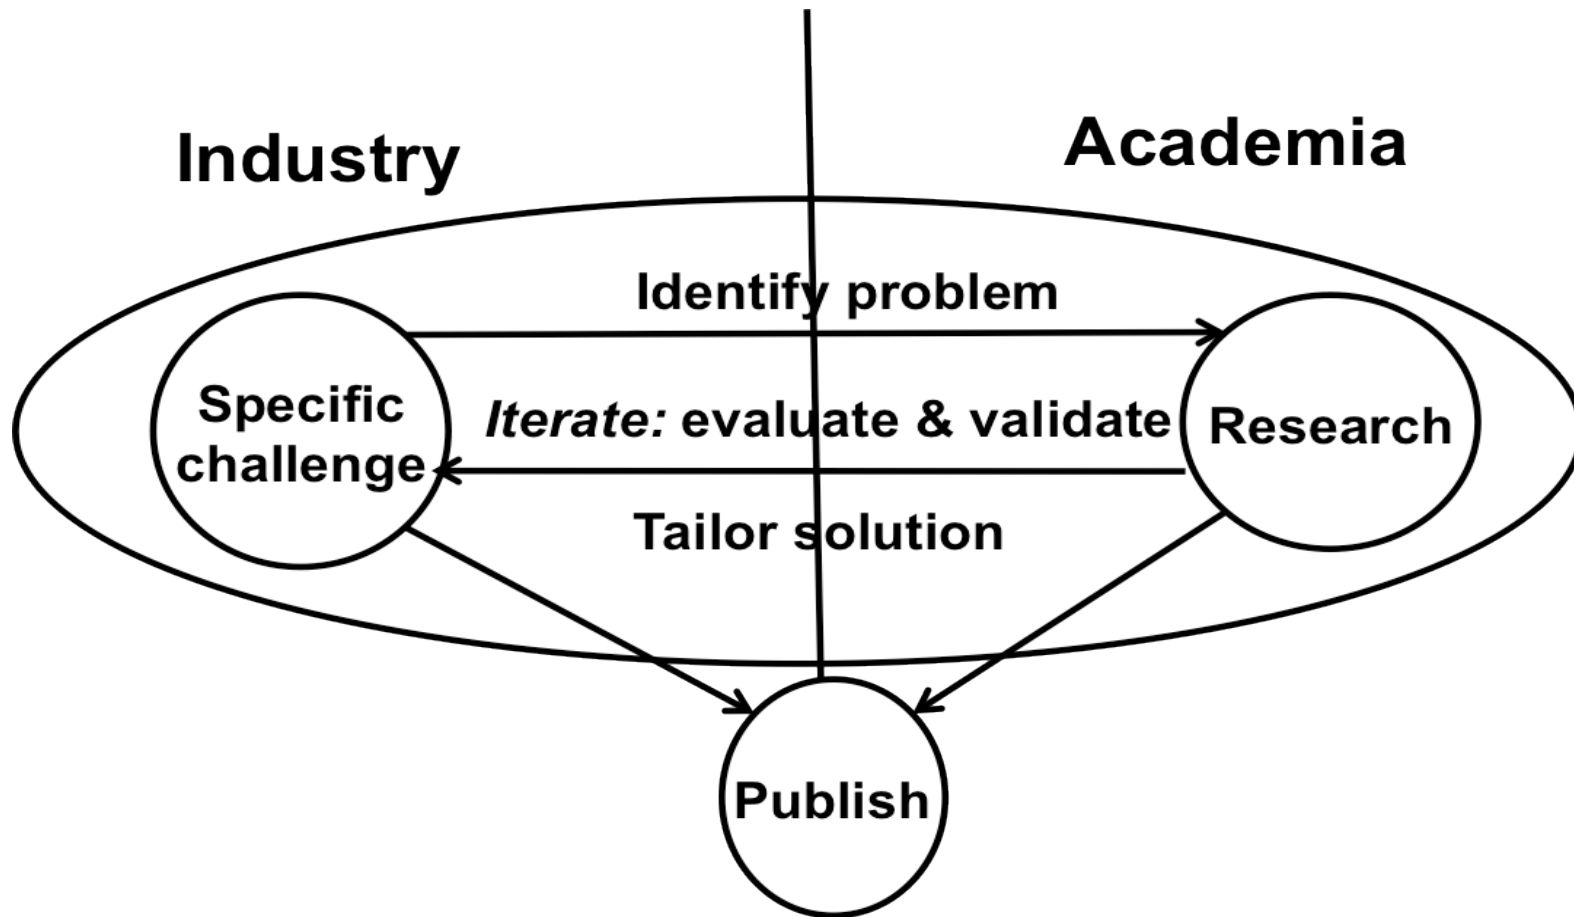 Industry
Academia
Identify problem
Specific
challenge
Iterate: evaluate & validate
Research
Tailor solution
Publish